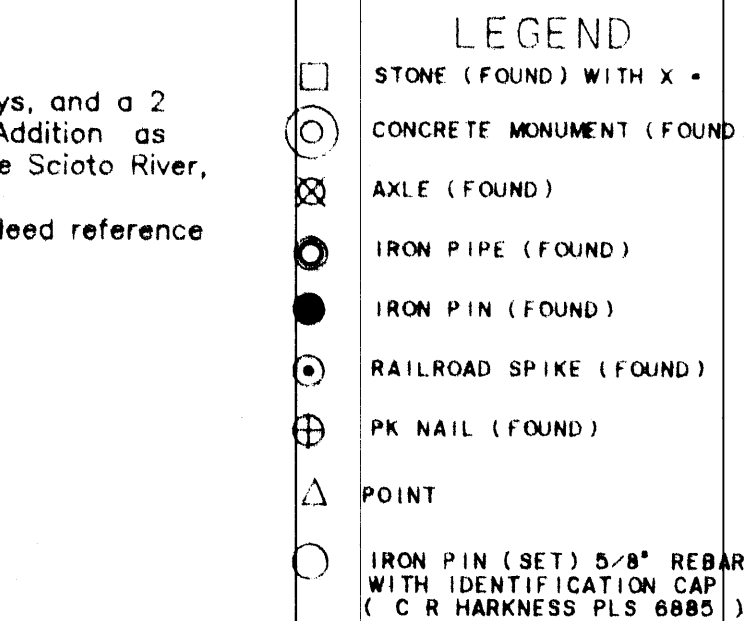 ys, and a 2
Addition as
e Scioto River,
deed reference
LEGEND
STONE (FOUND) WITH X
CONCRETE MONUMENT (FOUND
AXLE (FOUND)
IRON PIPE (FOUND)
IRON PIN (FOUND)
RAILROAD SPIKE (FOUND)
PK NAIL (FOUND)
POINT
IRON PIN (SET) 5/8" REBAR
WITH IDENTIFICATION CAP
( C R HARKNESS PLS 6885 )